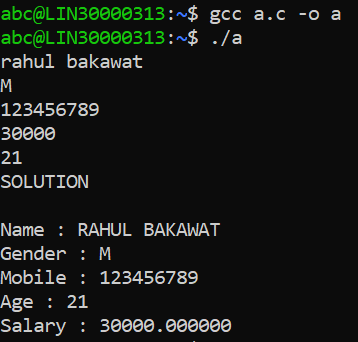 abc@LIN30000313:~$ gcc a.c -o a
abc@LIN30000313:~$ ./a
rahul bakawat
M
123456789
30000
21
SOLUTION

Name : RAHUL BAKAWAT
Gender : M
Mobile : 123456789
Age : 21
Salary : 30000.000000